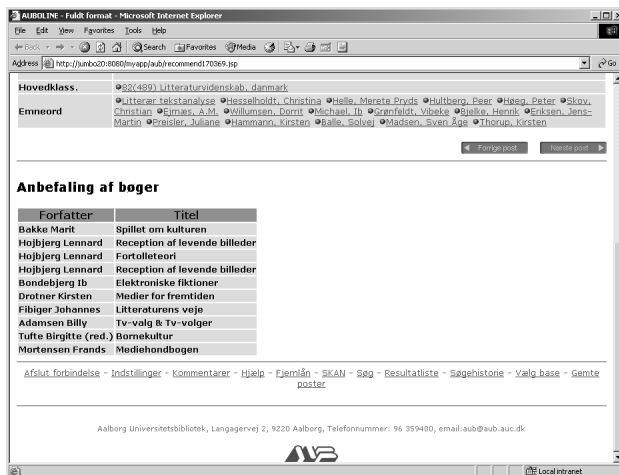 AUBOLINE - Fuldt format - Microsoft Internet Explorer
File Edit View Favorites Tools Help
Back Search Favorites Media
Address http://jumbo20:8080/myapp/aub/recommend170369.jsp Go
Hovedklass. 82(489) Litteraturvidenskab, danmark
Emneord Litterær tekstanalyse Hesselholdt, Christina Helle, Merete Pryds Hultberg, Peer Høeg, Peter Skov,
Christian Ejrnæs, A.M. Willumsen, Dorrit Michael, Ib Grønfeldt, Vibeke Bjelke, Henrik Eriksen, Jens-
Martin Preisler, Juliane Hammann, Kirsten Balle, Solvej Madsen, Sven Åge Thorup, Kirsten
Forrige post Næste post
Anbefaling af bøger
Forfatter Titel
Bakke Marit Spillet om kulturen
Hojbjerg Lennard Reception af levende billeder
Hojbjerg Lennard Fortolleteori
Hojbjerg Lennard Reception af levende billeder
Bondebjerg Ib Elektroniske fiktioner
Drotner Kirsten Medier for fremtiden
Fibiger Johannes Litteraturens veje
Adamsen Billy Tv-valg & Tv-volger
Tufte Birgitte (red.) Bornekultur
Mortensen Frands Mediehondbogen
Afslut forbindelse - Indstillinger - Kommentarer - Hjælp - Fjernlån - SKAN - Søg - Resultatliste - Søgehistorie - Vælg base - Gemte
poster
Aalborg Universitetsbibliotek, Langagervej 2, 9220 Aalborg, Telefonnummer: 96 359400, email:aub@aub.auc.dk
AUB
Local intranet